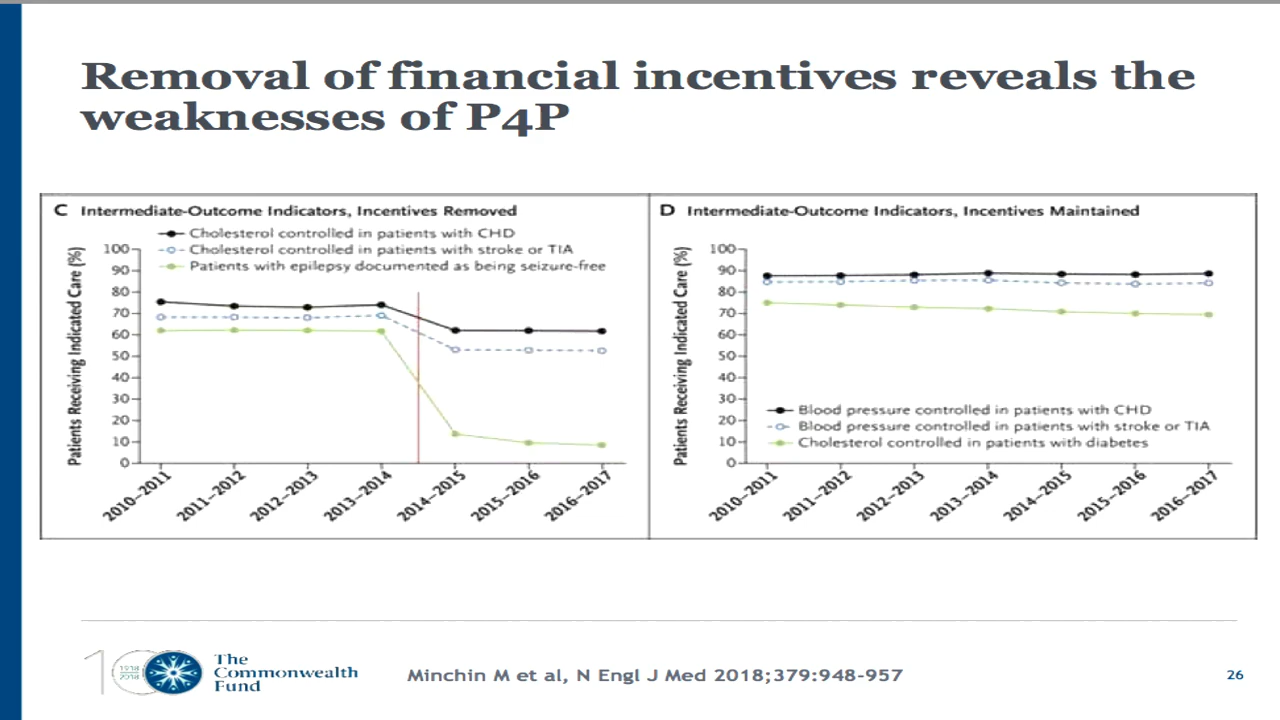 Removal of financial incentives reveals the
weaknesses of P4P
C Intermediate-Outcome Indicators, Incentives Removed
Cholesterol controlled in patients with CHD
Cholesterol controlled in patients with stroke or TIA
Patients with epilepsy documented as being seizure-free
Patients Receiving Indicated Care (%)
100
90
80
70
60
50
40
30
20
10
0
2010–2011
2011–2012
2012–2013
2013–2014
2014–2015
2015–2016
2016–2017
D Intermediate-Outcome Indicators, Incentives Maintained
Patients Receiving Indicated Care (%)
100
90
80
70
60
50
40
30
20
10
0
Blood pressure controlled in patients with CHD
Blood pressure controlled in patients with stroke or TIA
Cholesterol controlled in patients with diabetes
2010–2011
2011–2012
2012–2013
2013–2014
2014–2015
2015–2016
2016–2017
100
1918
2018
The
Commonwealth
Fund
Minchin M et al, N Engl J Med 2018;379:948-957
26